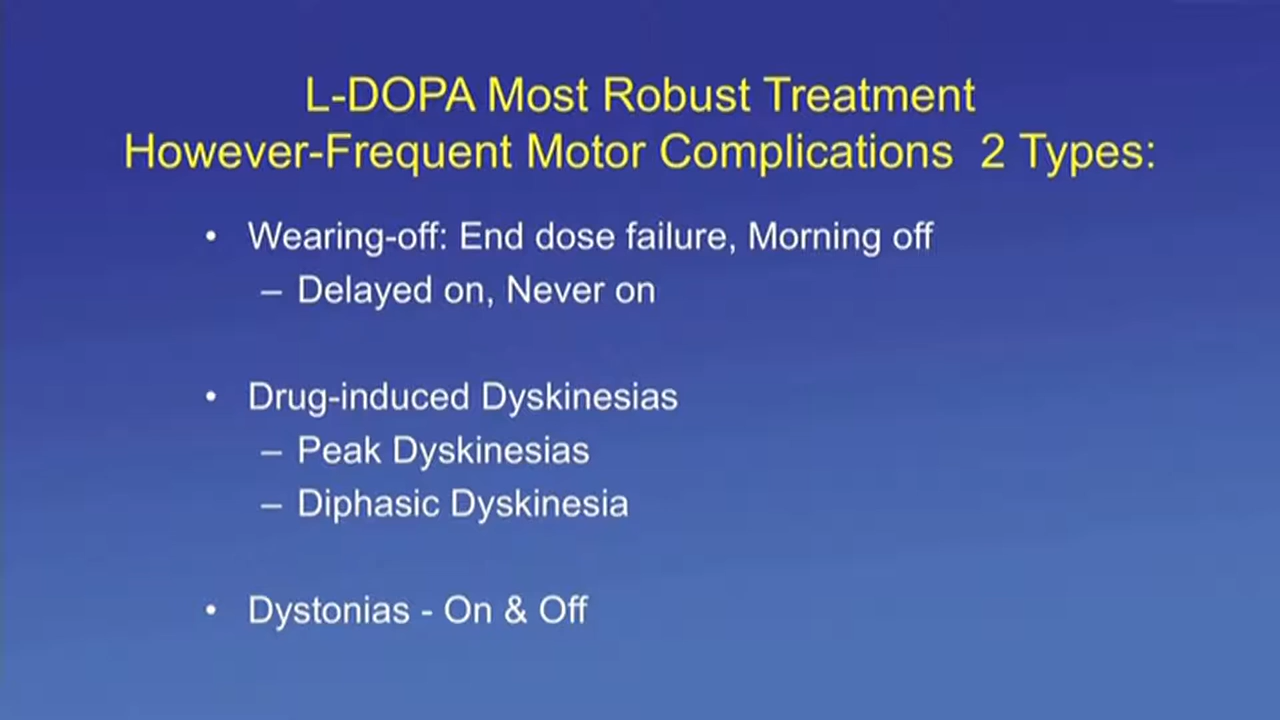 L-DOPA Most Robust Treatment
However-Frequent Motor Complications  2 Types:
• Wearing-off: End dose failure, Morning off
– Delayed on, Never on
• Drug-induced Dyskinesias
– Peak Dyskinesias
– Diphasic Dyskinesia
• Dystonias - On & Off